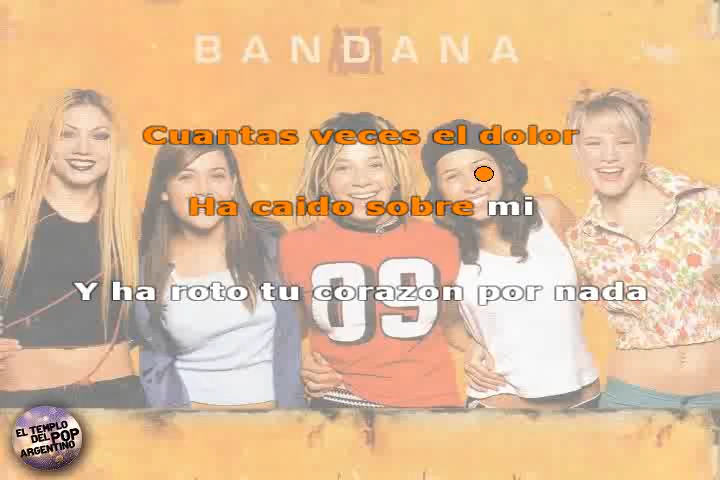 BANDANA
Cuantas veces el dolor
Ha caido sobre mi
Y ha roto tu corazon por nada
09
EL TEMPLO
DEL POP
ARGENTINO